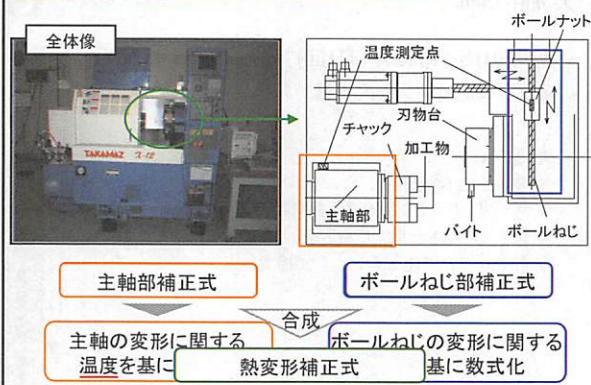 全体像
ボールナット
温度測定点
刃物台
チャック
加工物
主軸部
バイト
ボールねじ
TAKAMAZ X-12
主軸部補正式
ボールねじ部補正式
合成
主軸の変形に関する
温度を基に
ボールねじの変形に関する
基に数式化
熱変形補正式